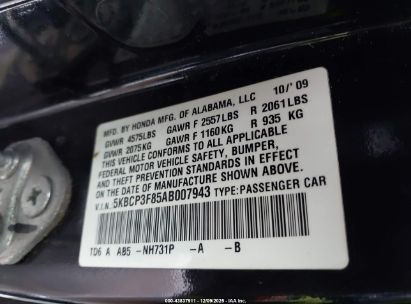 MFD. BY HONDA MFG. OF ALABAMA, LLC 10/'09
GVWR 4575LBS GAWR F 2557LBS R 2061LBS
GVWR 2075KG GAWR F 1160KG R 935 KG
THIS VEHICLE CONFORMS TO ALL APPLICABLE
FEDERAL MOTOR VEHICLE SAFETY, BUMPER,
AND THEFT PREVENTION STANDARDS IN EFFECT
ON THE DATE OF MANUFACTURE SHOWN ABOVE.
V.I.N. 5KBCP3F85AB007943 TYPE: PASSENGER CAR
TD6 A A85 -NH731P -A -B